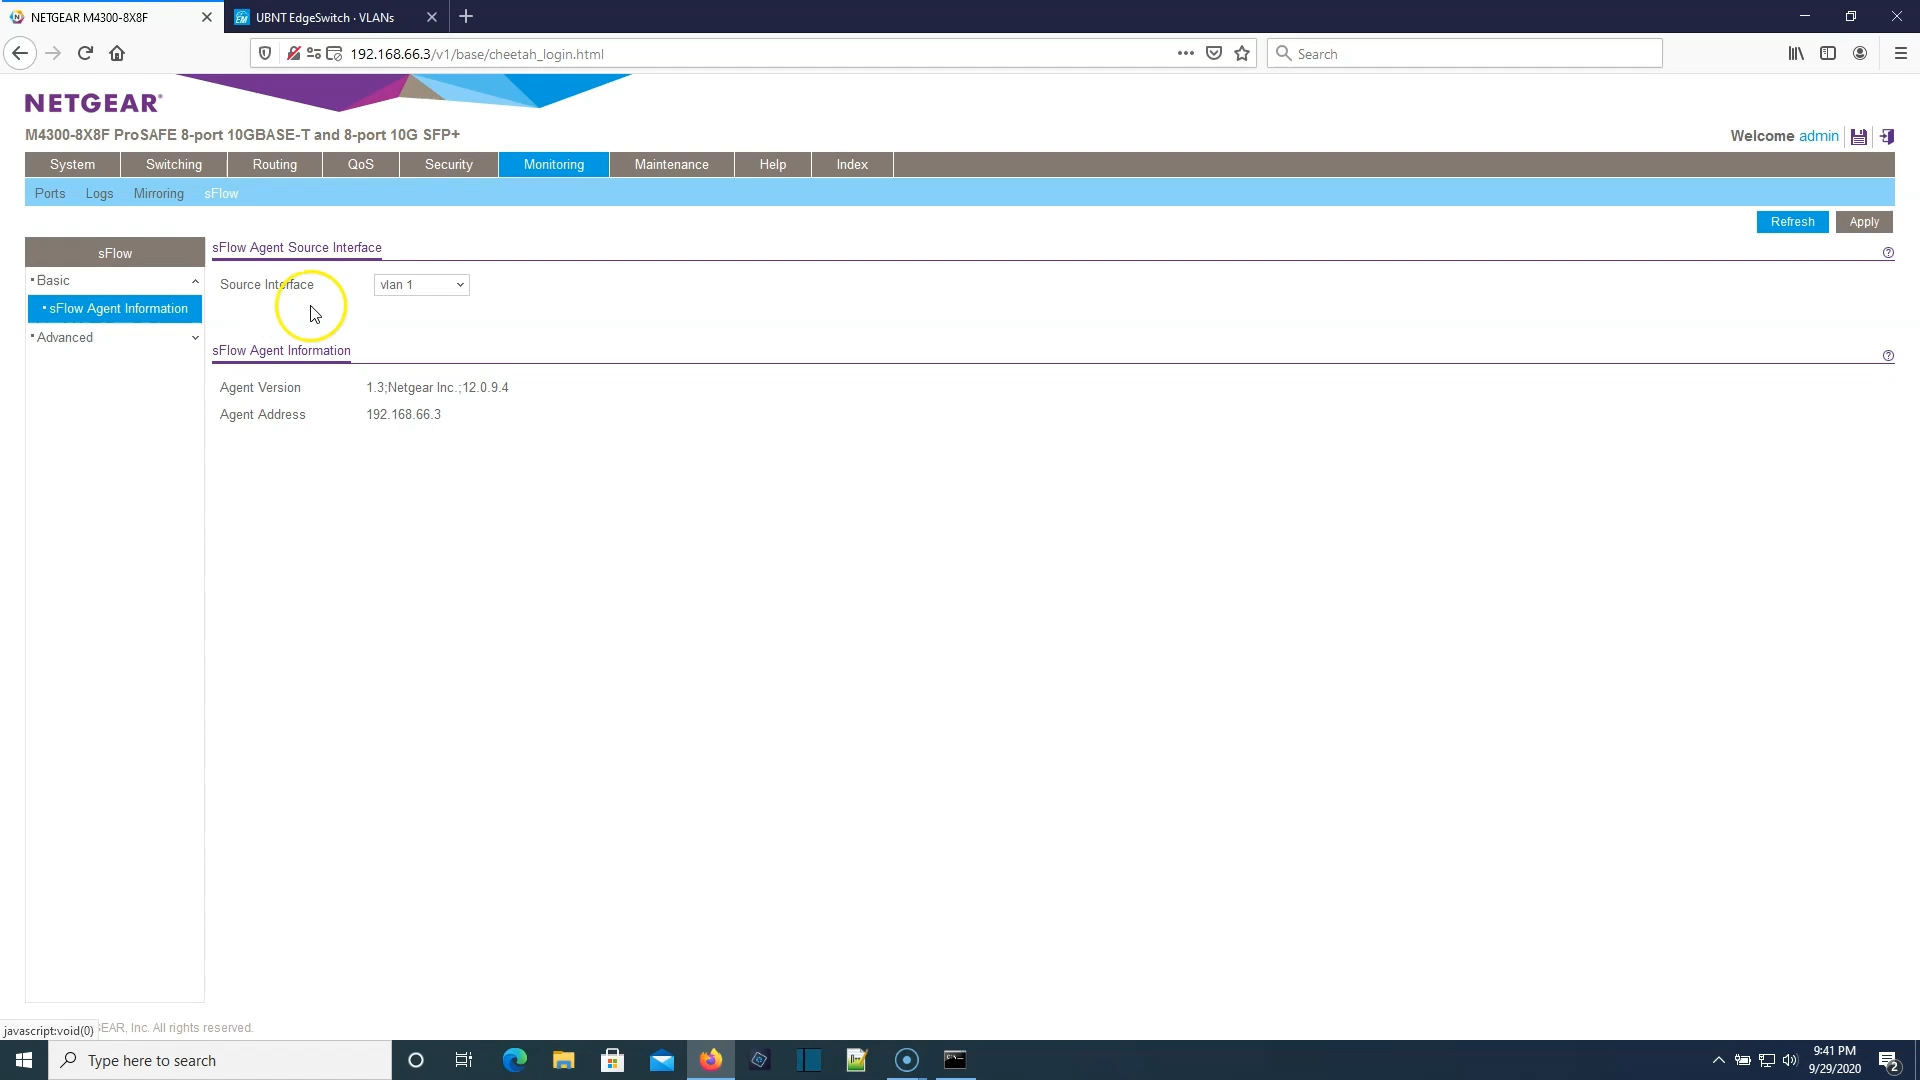 NETGEAR M4300-8X8F
UBNT EdgeSwitch · VLANs
192.168.66.3/v1/base/cheetah_login.html
Search
NETGEAR®
M4300-8X8F ProSAFE 8-port 10GBASE-T and 8-port 10G SFP+
Welcome admin
System Switching Routing QoS Security Monitoring Maintenance Help Index
Ports Logs Mirroring sFlow
Refresh Apply
sFlow
Basic
sFlow Agent Information
Advanced
sFlow Agent Source Interface
Source Interface vlan 1
sFlow Agent Information
Agent Version 1.3;Netgear Inc.;12.0.9.4
Agent Address 192.168.66.3
javascript:void(0)
GEAR, Inc. All rights reserved.
Type here to search
9:41 PM
9/29/2020
2